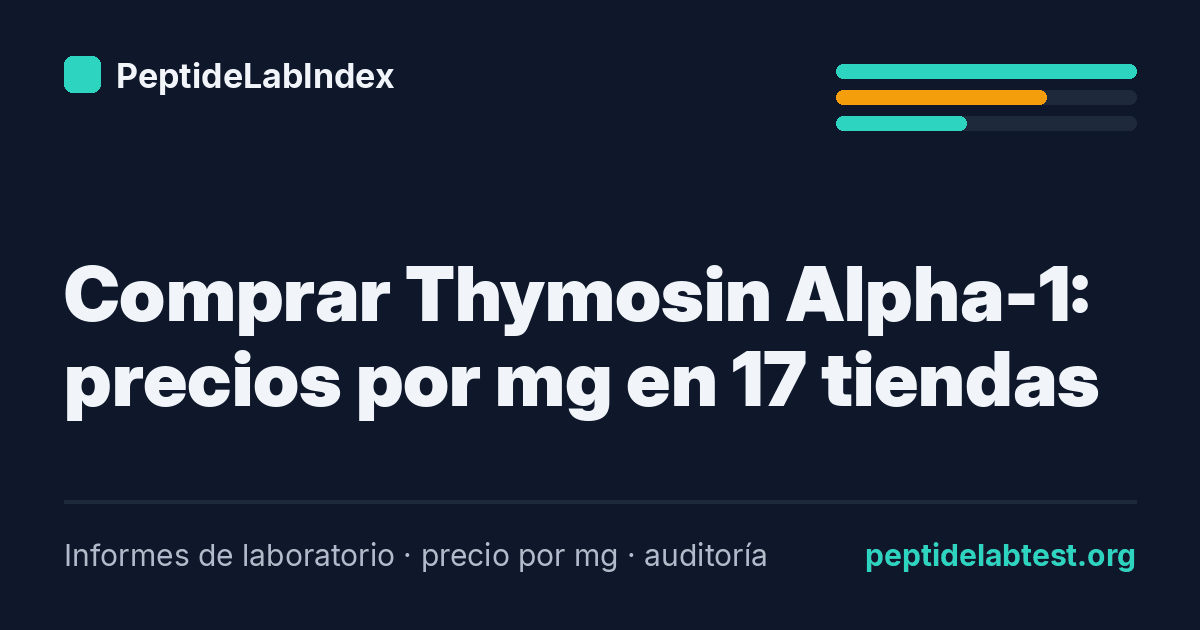 PeptideLabIndex
Comprar Thymosin Alpha-1:
precios por mg en 17 tiendas
Informes de laboratorio · precio por mg · auditoría
peptidelabtest.org